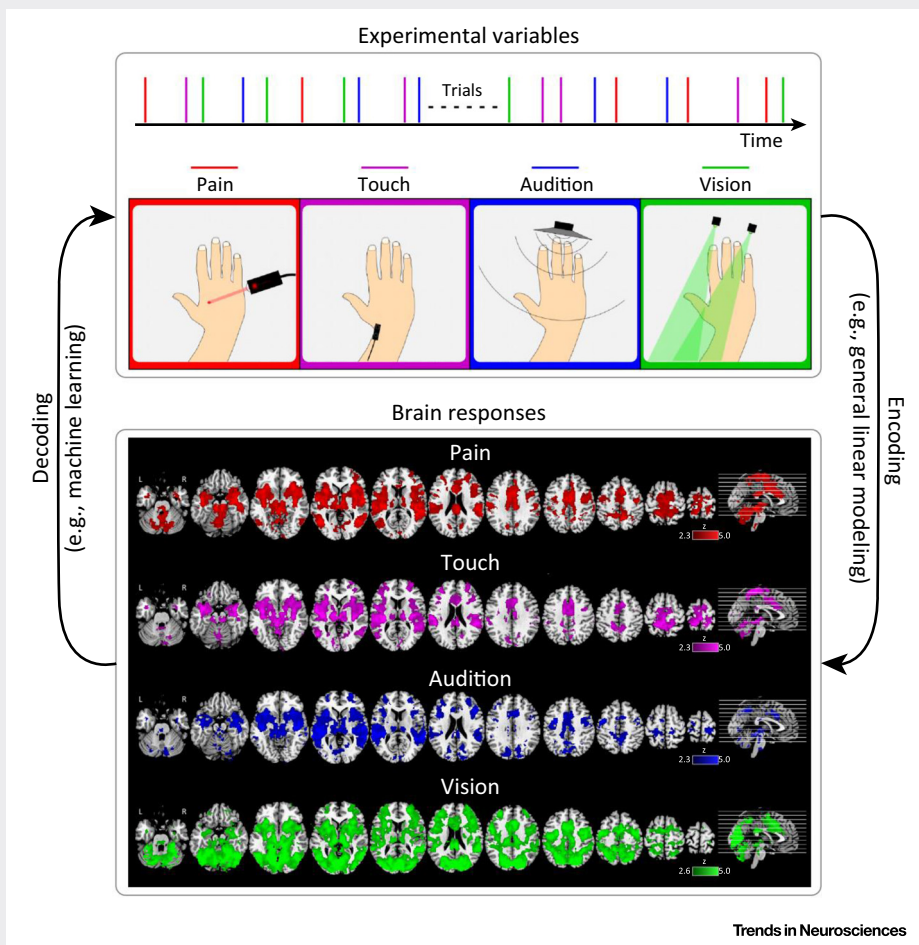 Experimental variables
Trials
Time
Pain
Touch
Audition
Vision
Decoding
(e.g., machine learning)
Encoding
(e.g., general linear modeling)
Brain responses
Pain
L
R
z
2.3
5.0
Touch
L
R
z
2.3
5.0
Audition
L
R
z
2.3
5.0
Vision
L
R
z
2.6
5.0
Trends in Neurosciences